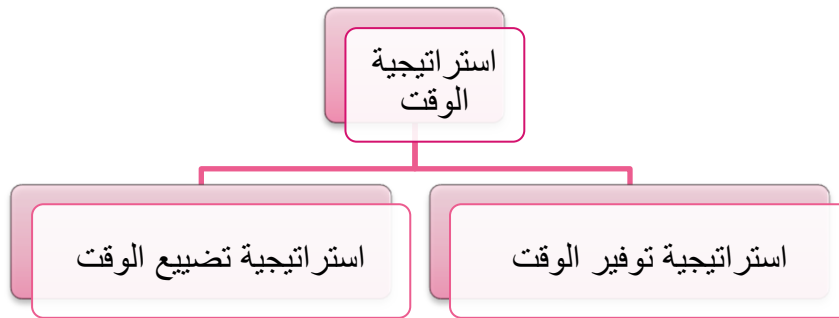 استراتيجية
الوقت
استراتيجية توفير الوقت
استراتيجية تضييع الوقت